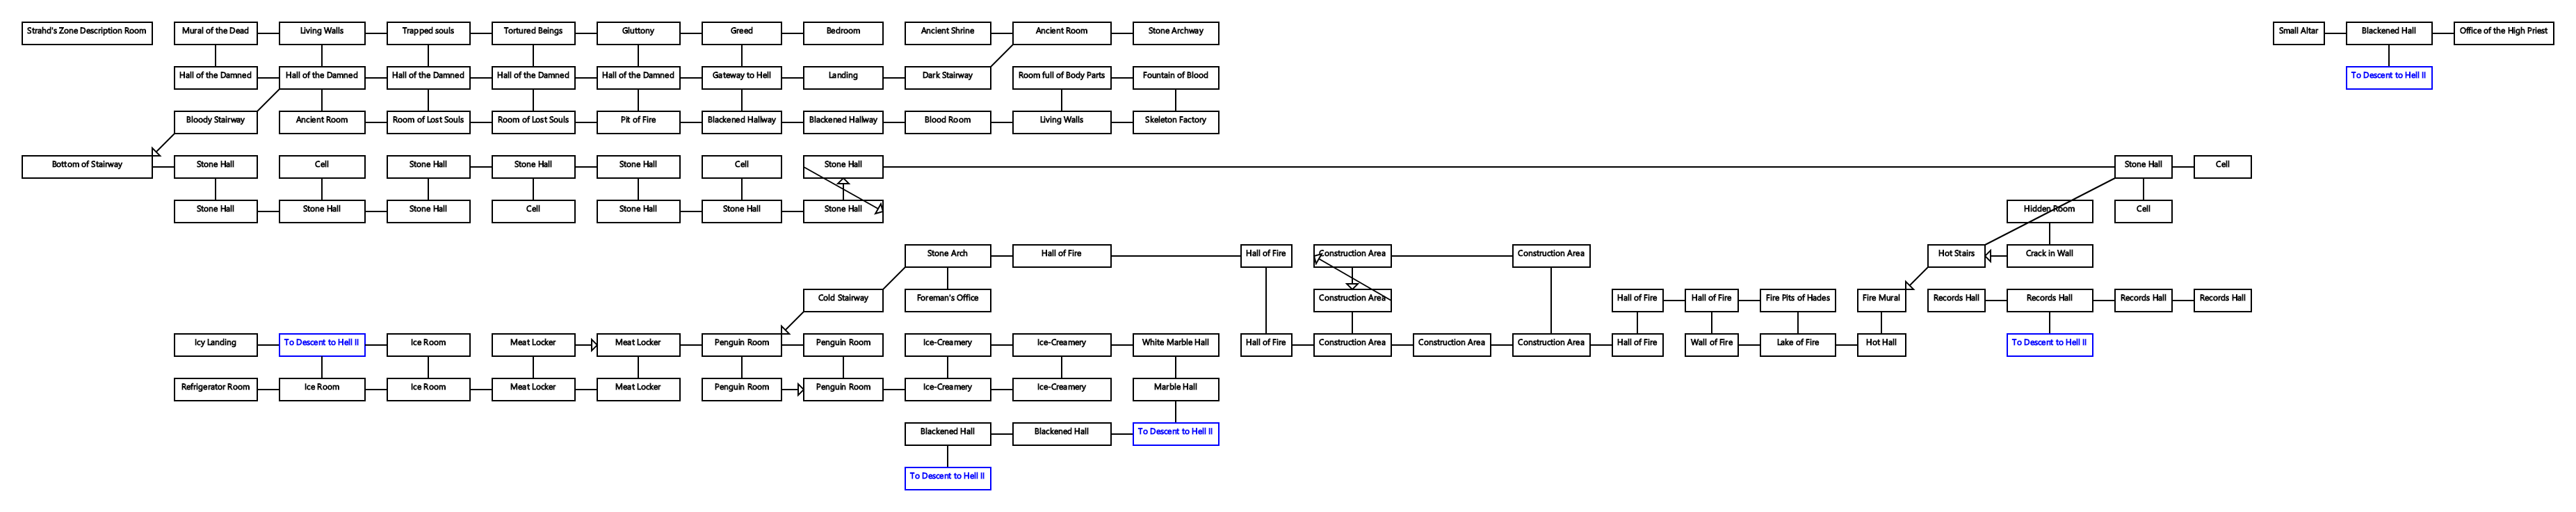 Strahd's Zone Description Room
Mural of the Dead
Living Walls
Trapped souls
Tortured Beings
Gluttony
Greed
Bedroom
Ancient Shrine
Ancient Room
Stone Archway
Small Altar
Blackened Hall
Office of the High Priest
Hall of the Damned
Hall of the Damned
Hall of the Damned
Hall of the Damned
Hall of the Damned
Gateway to Hell
Landing
Dark Stairway
Room full of Body Parts
Fountain of Blood
To Descent to Hell II
Bloody Stairway
Ancient Room
Room of Lost Souls
Room of Lost Souls
Pit of Fire
Blackened Hallway
Blackened Hallway
Blood Room
Living Walls
Skeleton Factory
Bottom of Stairway
Stone Hall
Cell
Stone Hall
Stone Hall
Stone Hall
Cell
Stone Hall
Stone Hall
Cell
Stone Hall
Stone Hall
Stone Hall
Cell
Stone Hall
Stone Hall
Stone Hall
Hidden Room
Cell
Stone Arch
Hall of Fire
Hall of Fire
Construction Area
Construction Area
Hot Stairs
Crack in Wall
Cold Stairway
Foreman's Office
Construction Area
Hall of Fire
Hall of Fire
Fire Pits of Hades
Fire Mural
Records Hall
Records Hall
Records Hall
Records Hall
Icy Landing
To Descent to Hell II
Ice Room
Meat Locker
Meat Locker
Penguin Room
Penguin Room
Ice-Creamery
Ice-Creamery
White Marble Hall
Hall of Fire
Construction Area
Construction Area
Construction Area
Hall of Fire
Wall of Fire
Lake of Fire
Hot Hall
To Descent to Hell II
Refrigerator Room
Ice Room
Ice Room
Meat Locker
Meat Locker
Penguin Room
Penguin Room
Ice-Creamery
Ice-Creamery
Marble Hall
Blackened Hall
Blackened Hall
To Descent to Hell II
To Descent to Hell II